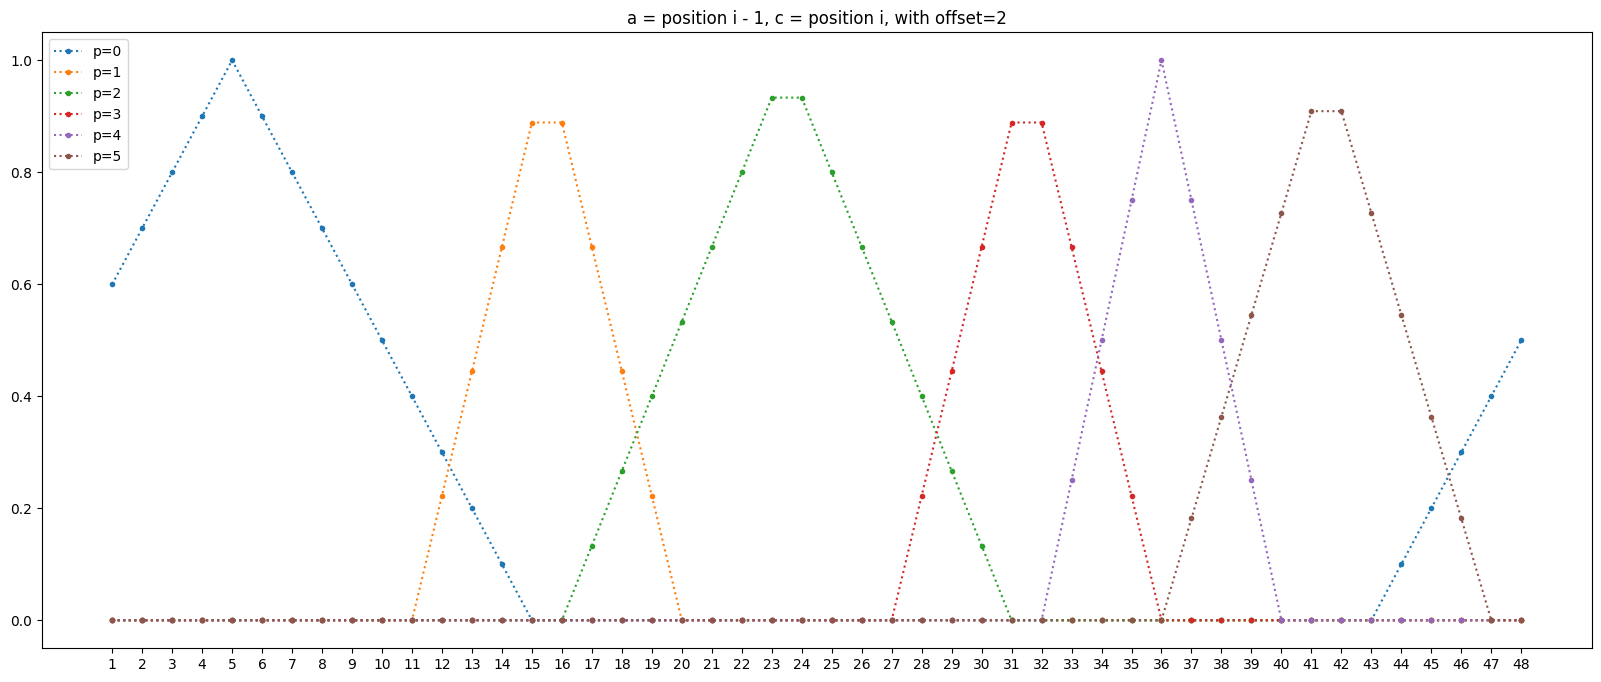 a = position i - 1, c = position i, with offset=2
p=0
p=1
p=2
p=3
p=4
p=5
1.0
0.8
0.6
0.4
0.2
0.0
1 2 3 4 5 6 7 8 9 10 11 12 13 14 15 16 17 18 19 20 21 22 23 24 25 26 27 28 29 30 31 32 33 34 35 36 37 38 39 40 41 42 43 44 45 46 47 48